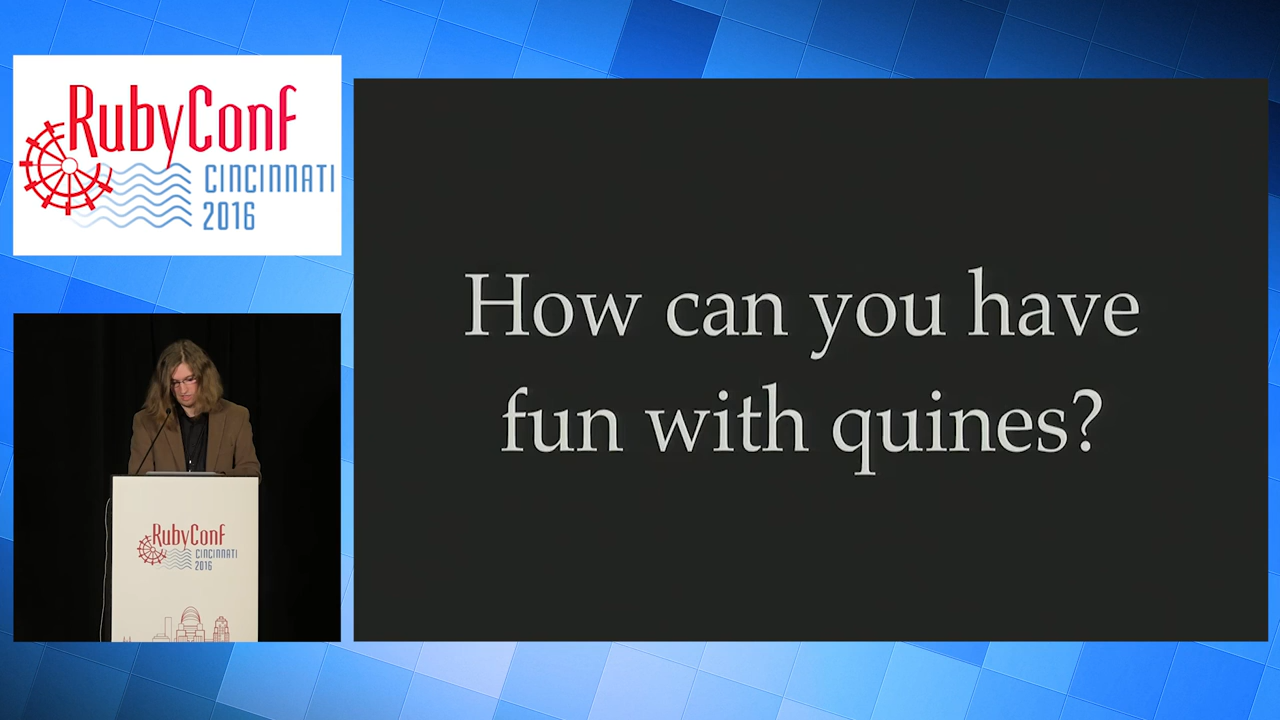 RubyConf
CINCINNATI
2016
How can you have
fun with quines?
RubyConf
CINCINNATI
2016